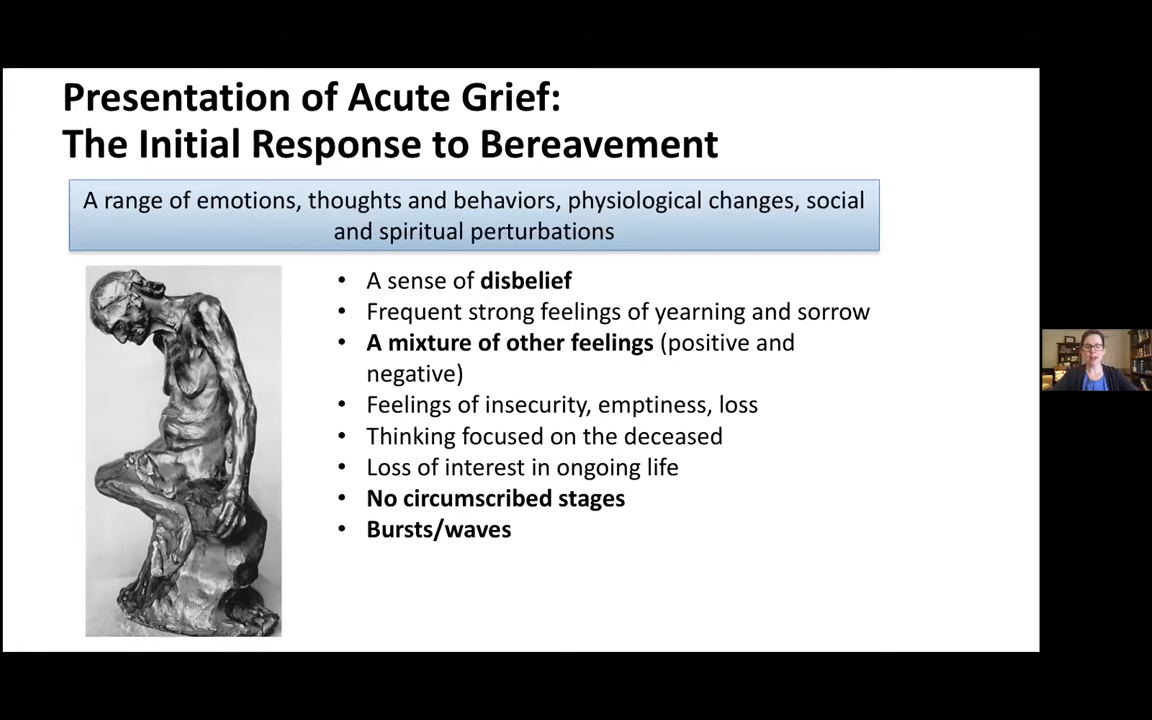 Presentation of Acute Grief:
The Initial Response to Bereavement
A range of emotions, thoughts and behaviors, physiological changes, social
and spiritual perturbations
• A sense of disbelief
• Frequent strong feelings of yearning and sorrow
• A mixture of other feelings (positive and
negative)
• Feelings of insecurity, emptiness, loss
• Thinking focused on the deceased
• Loss of interest in ongoing life
• No circumscribed stages
• Bursts/waves